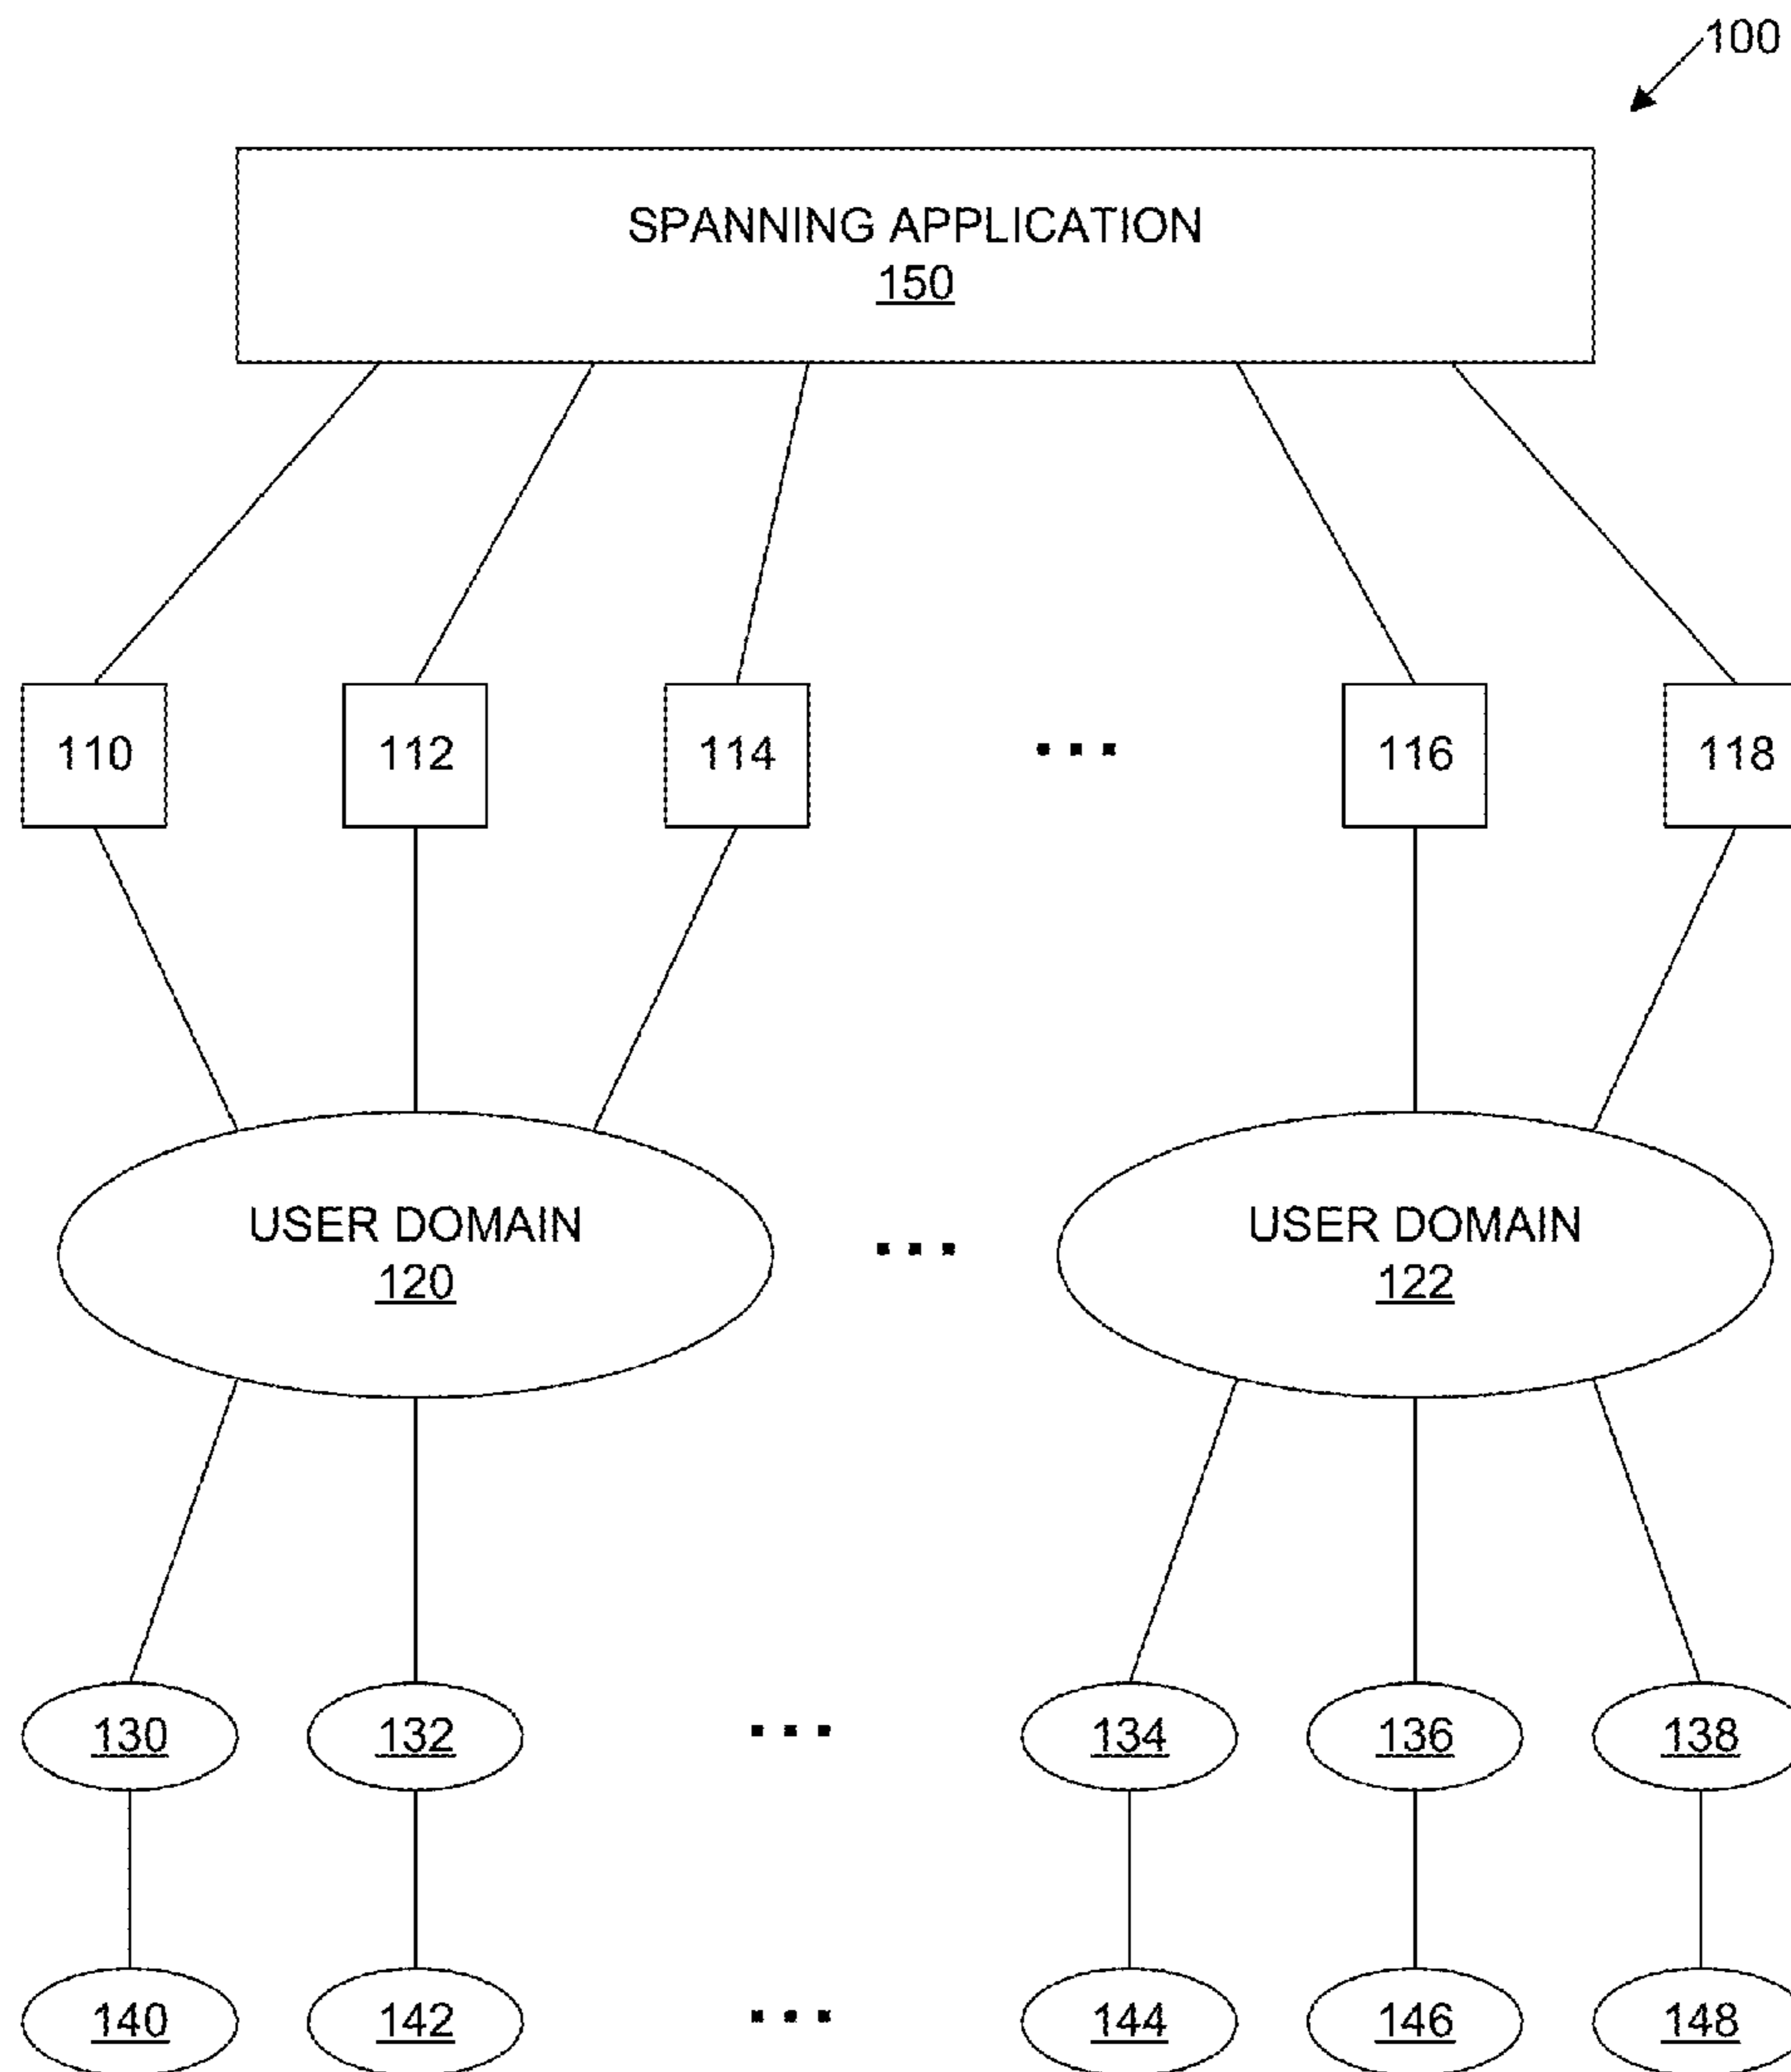 100
SPANNING APPLICATION
150
110 112 114 ... 116 118
USER DOMAIN ... USER DOMAIN
120 122
130 132 ... 134 136 138
140 142 ... 144 146 148